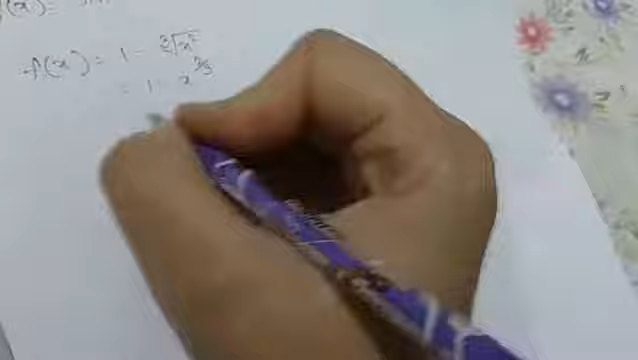 f(x) =
f(x) = 1 - ∛x²
= 1 - x^2/3